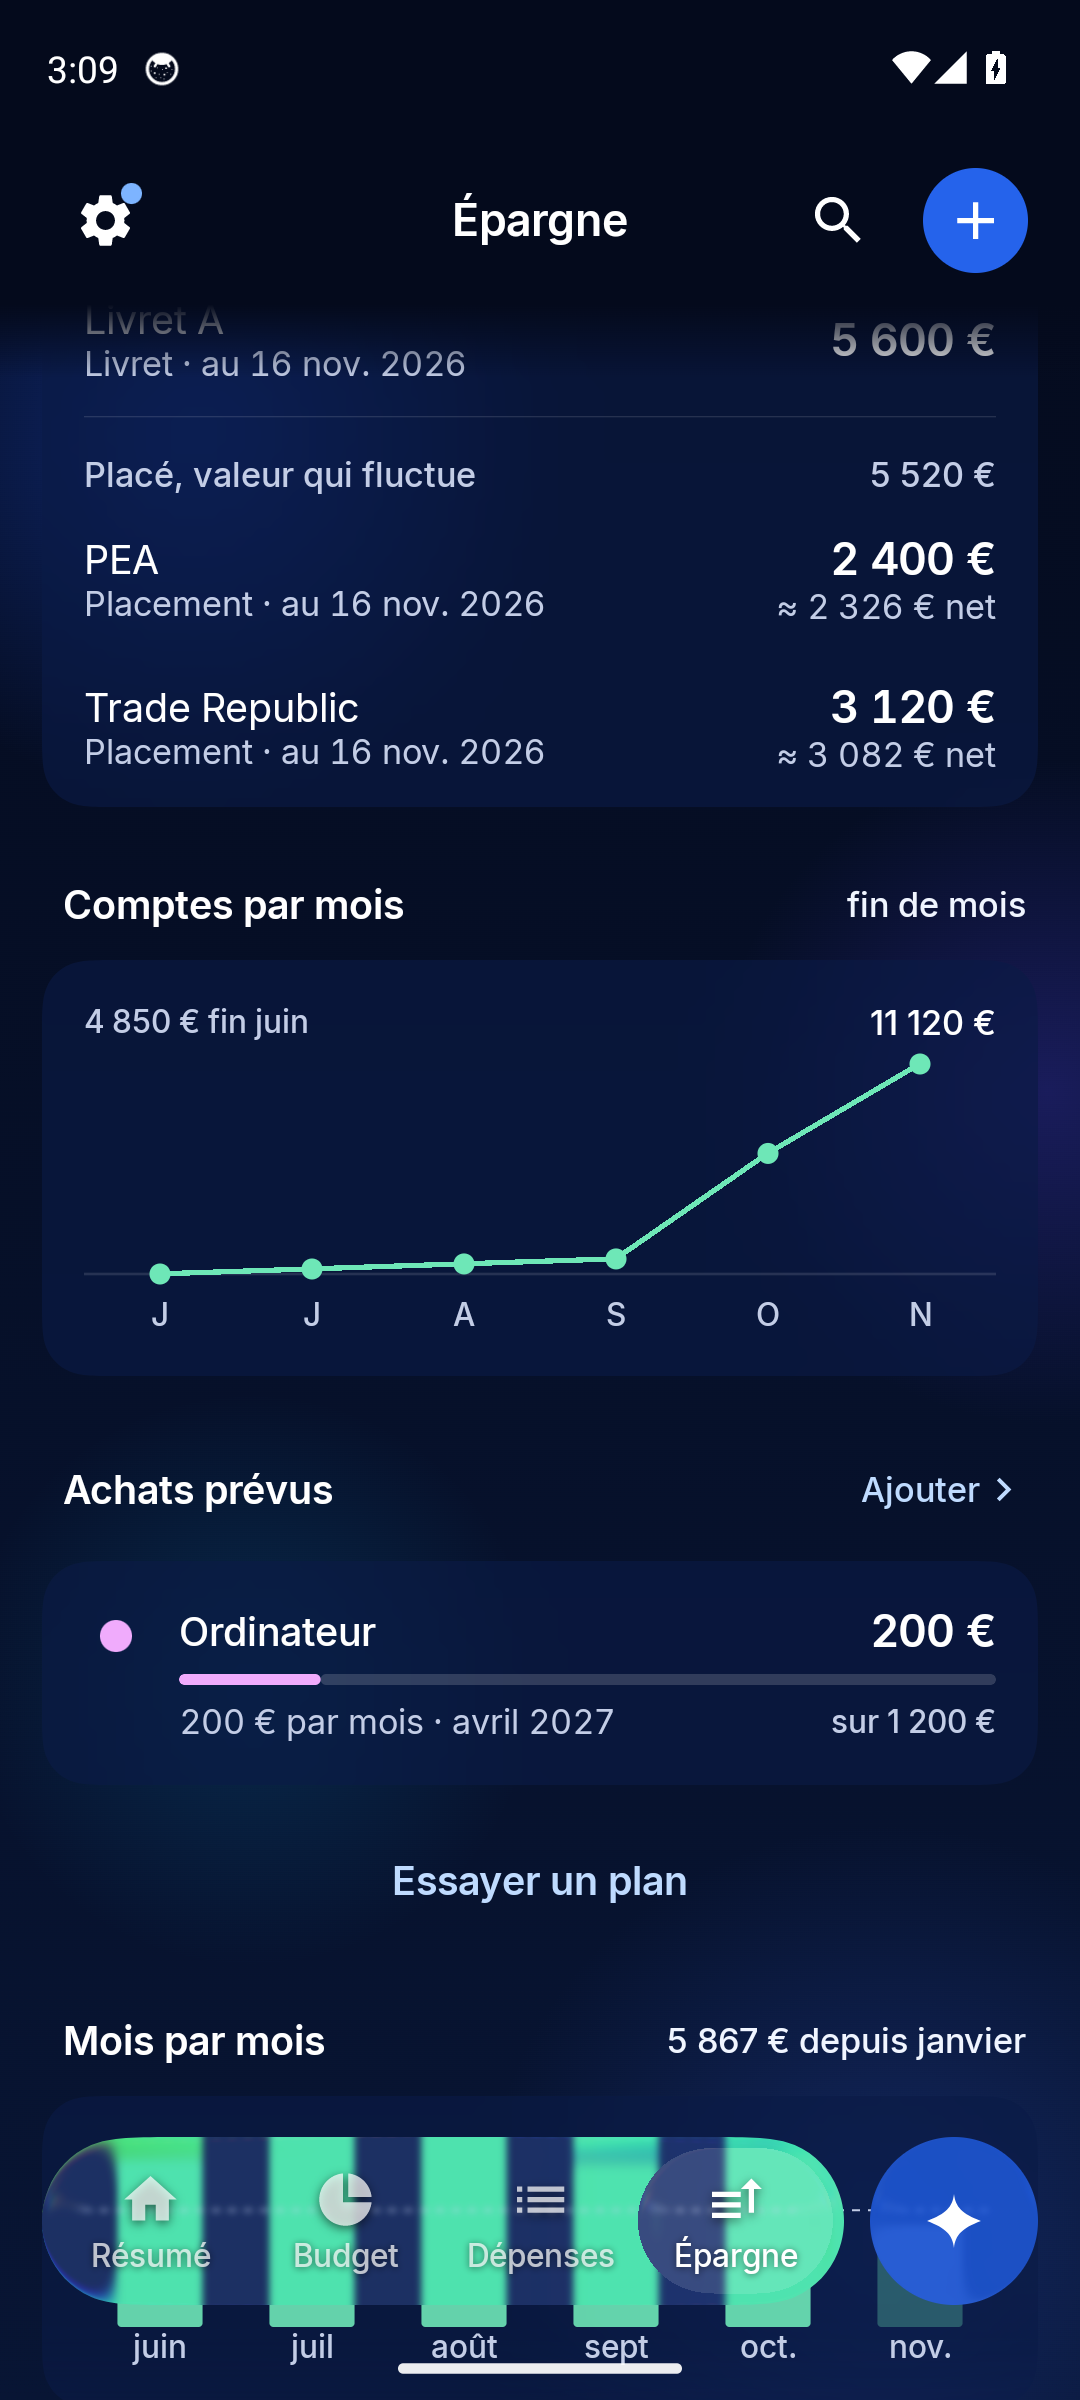 3:09
Épargne
Livret A
5 600 €
Livret · au 16 nov. 2026
Placé, valeur qui fluctue
5 520 €
PEA
2 400 €
Placement · au 16 nov. 2026
≈ 2 326 € net
Trade Republic
3 120 €
Placement · au 16 nov. 2026
≈ 3 082 € net
Comptes par mois
fin de mois
4 850 € fin juin
11 120 €
J J A S O N
Achats prévus
Ajouter
Ordinateur
200 €
200 € par mois · avril 2027
sur 1 200 €
Essayer un plan
Mois par mois
5 867 € depuis janvier
Résumé Budget Dépenses Épargne
juin juil août sept oct. nov.